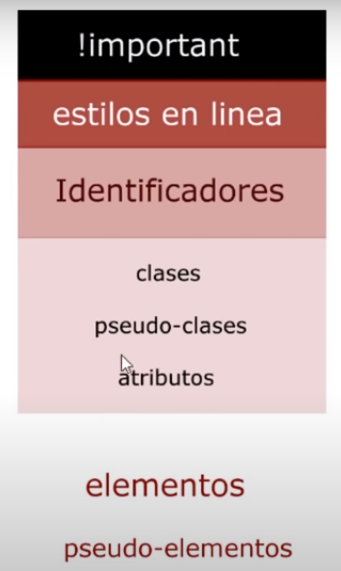 !important
estilos en linea
Identificadores
clases
pseudo-clases
atributos
elementos
pseudo-elementos